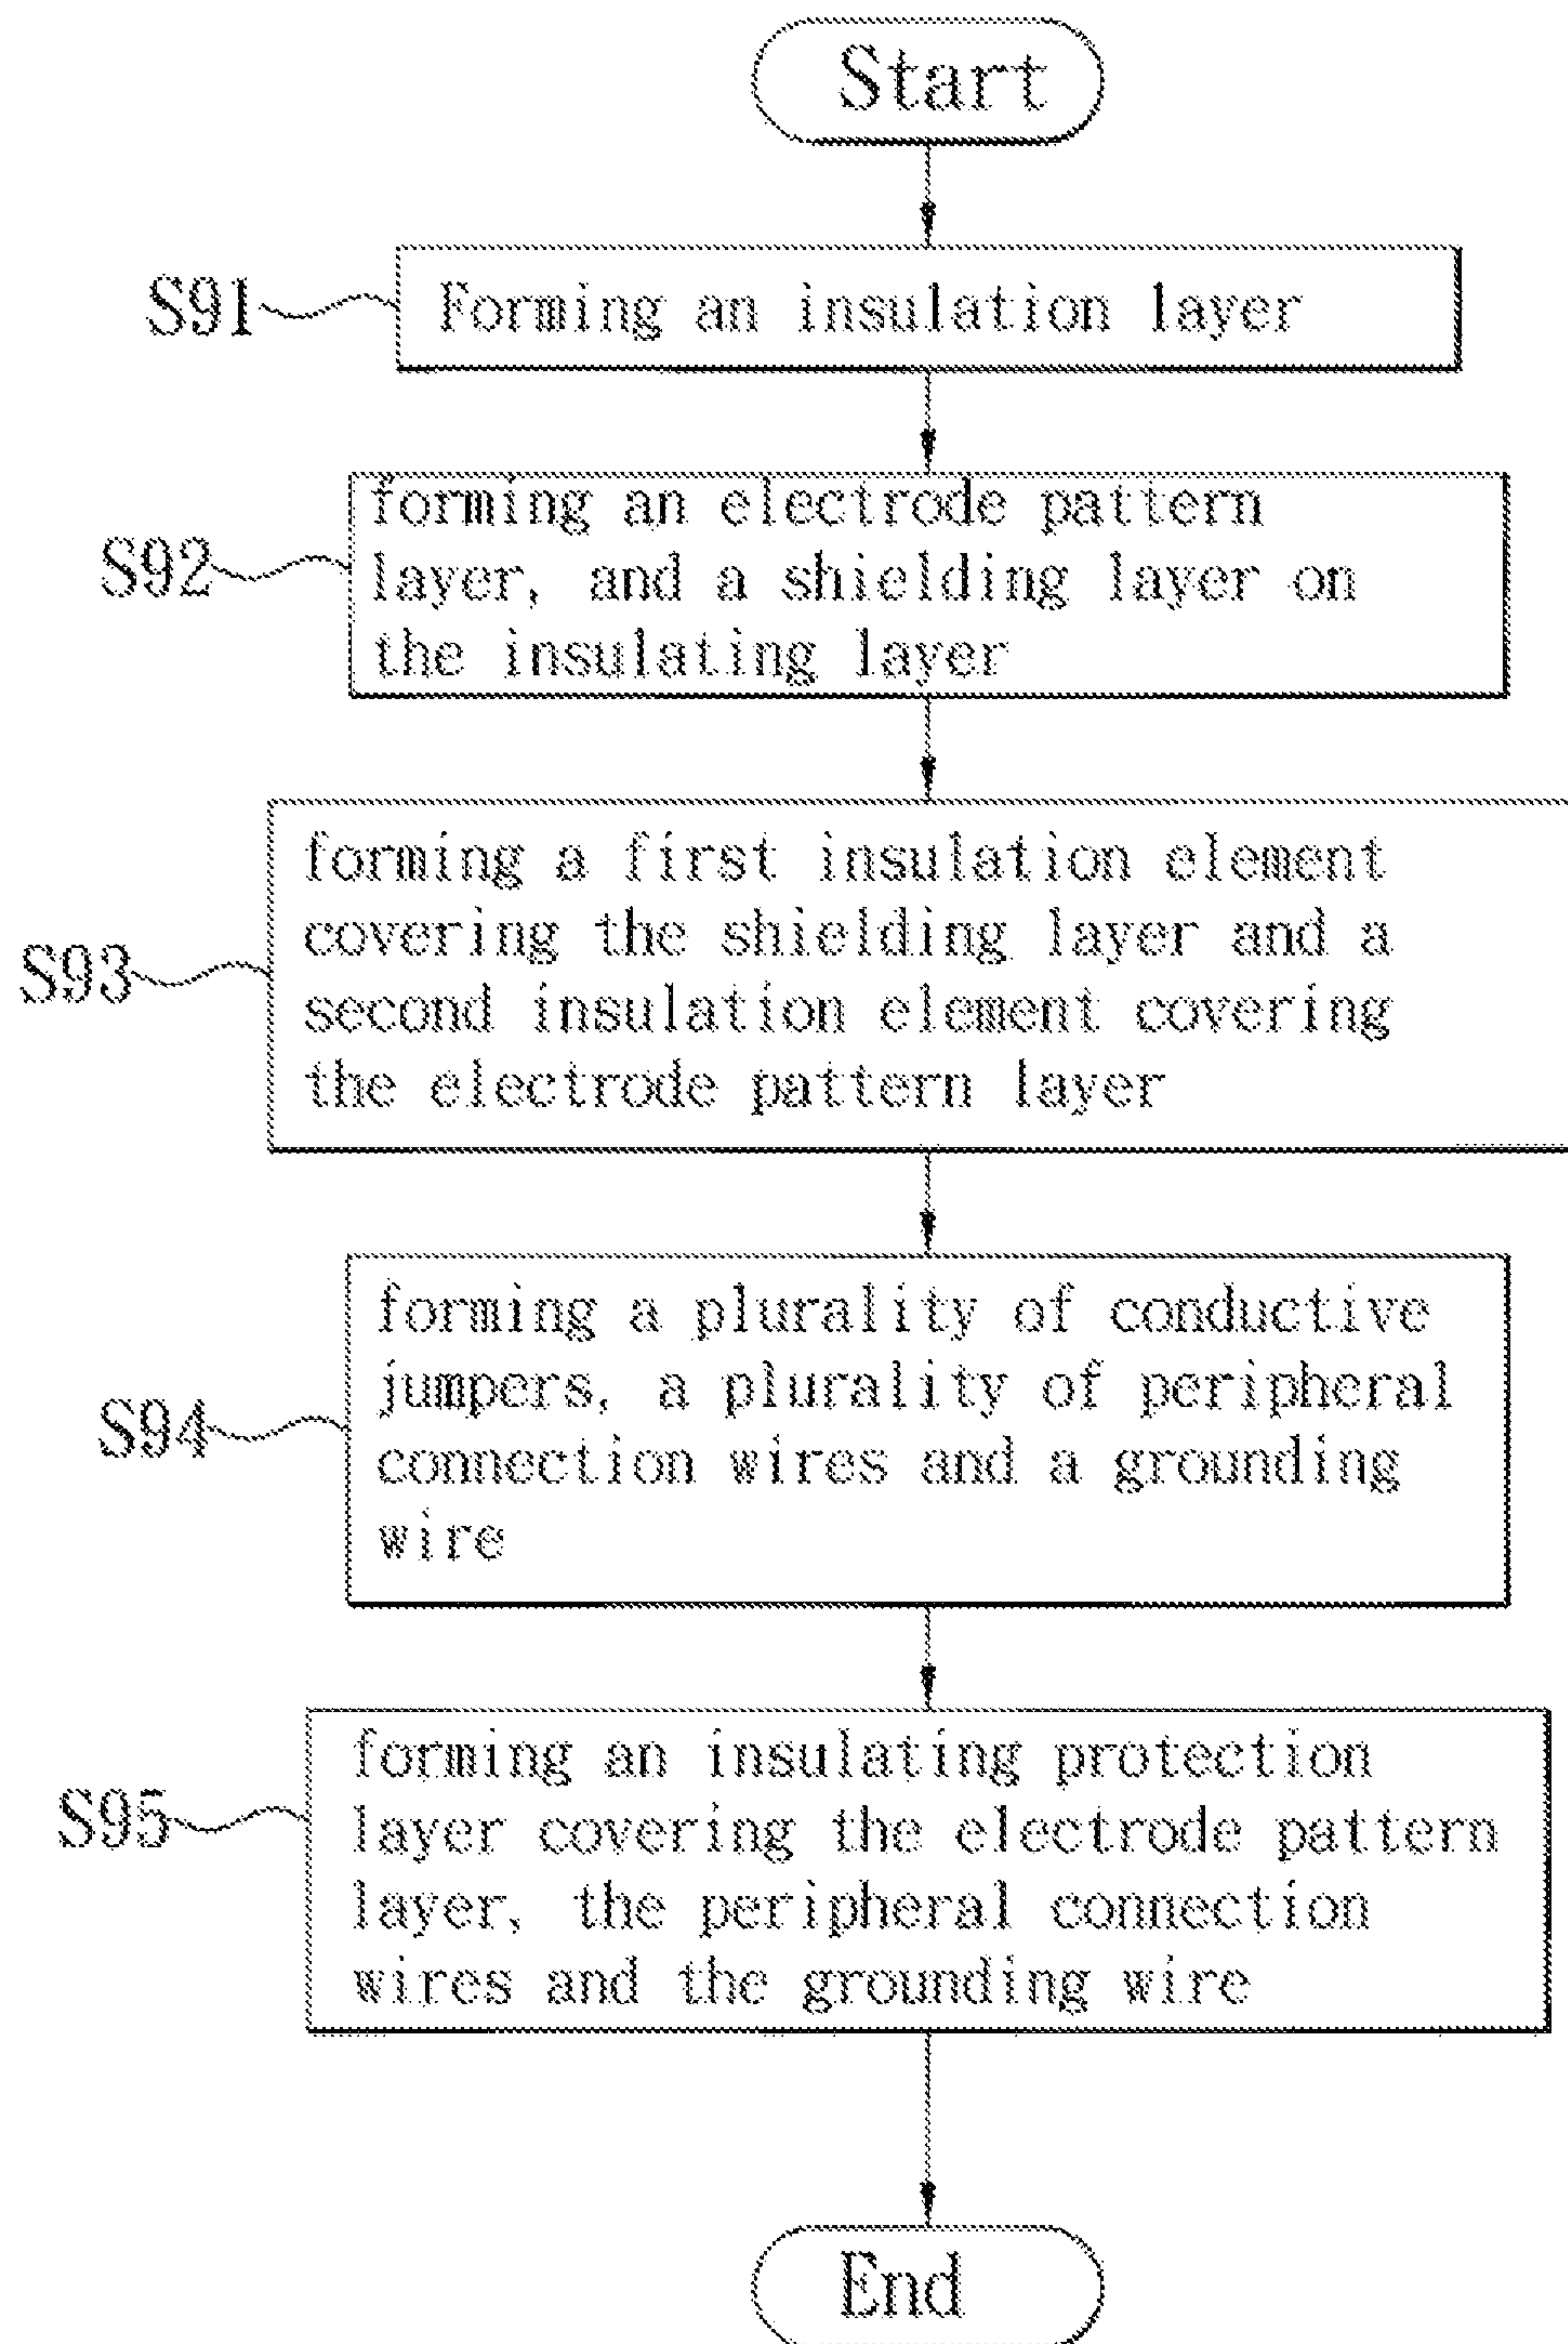 Start
S91
Forming an insulation layer
S92
forming an electrode pattern
layer, and a shielding layer on
the insulating layer
S93
forming a first insulation element
covering the shielding layer and a
second insulation element covering
the electrode pattern layer
S94
forming a plurality of conductive
jumpers, a plurality of peripheral
connection wires and a grounding
wire
S95
forming an insulating protection
layer covering the electrode pattern
layer, the peripheral connection
wires and the grounding wire
End